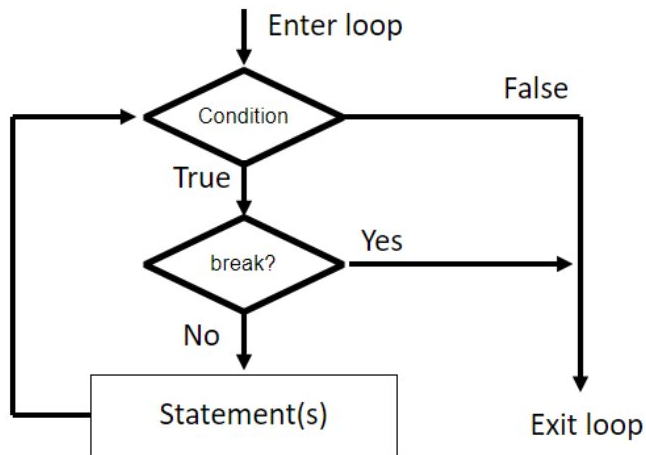 Enter loop
Condition
False
True
break?
Yes
No
Statement(s)
Exit loop